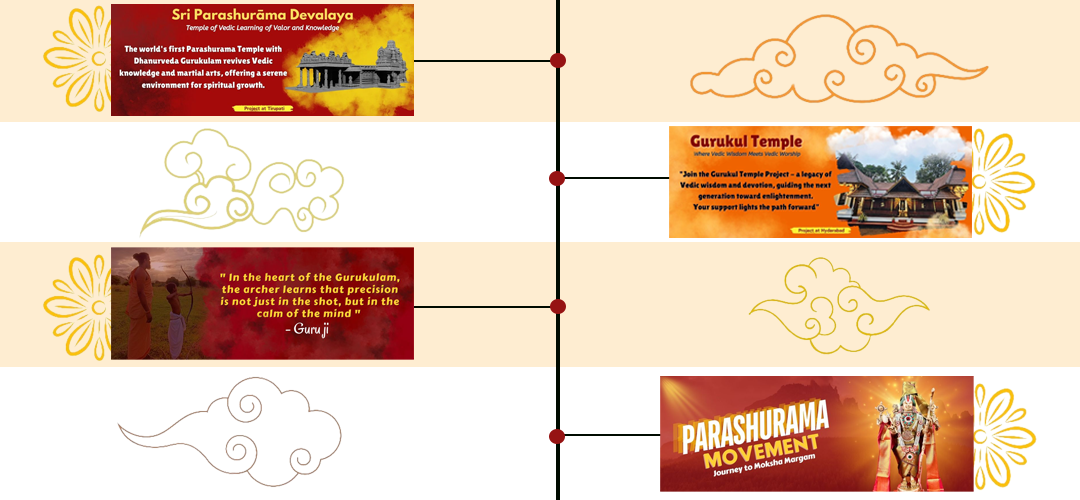 Sri Parashurāma Devalaya
Temple of Vedic Learning of Valor and Knowledge
The world's first Parashurama Temple with
Dhanurveda Gurukulam revives Vedic
knowledge and martial arts, offering a serene
environment for spiritual growth.
Project at Tirupati
Gurukul Temple
Where Vedic Wisdom Meets Vedic Worship
"Join the Gurukul Temple Project – a legacy of
Vedic wisdom and devotion, guiding the next
generation toward enlightenment.
Your support lights the path forward"
Project at Hyderabad
" In the heart of the Gurukulam,
the archer learns that precision
is not just in the shot, but in the
calm of the mind "
- Guru ji
PARASHURAMA
MOVEMENT
Journey to Moksha Margam